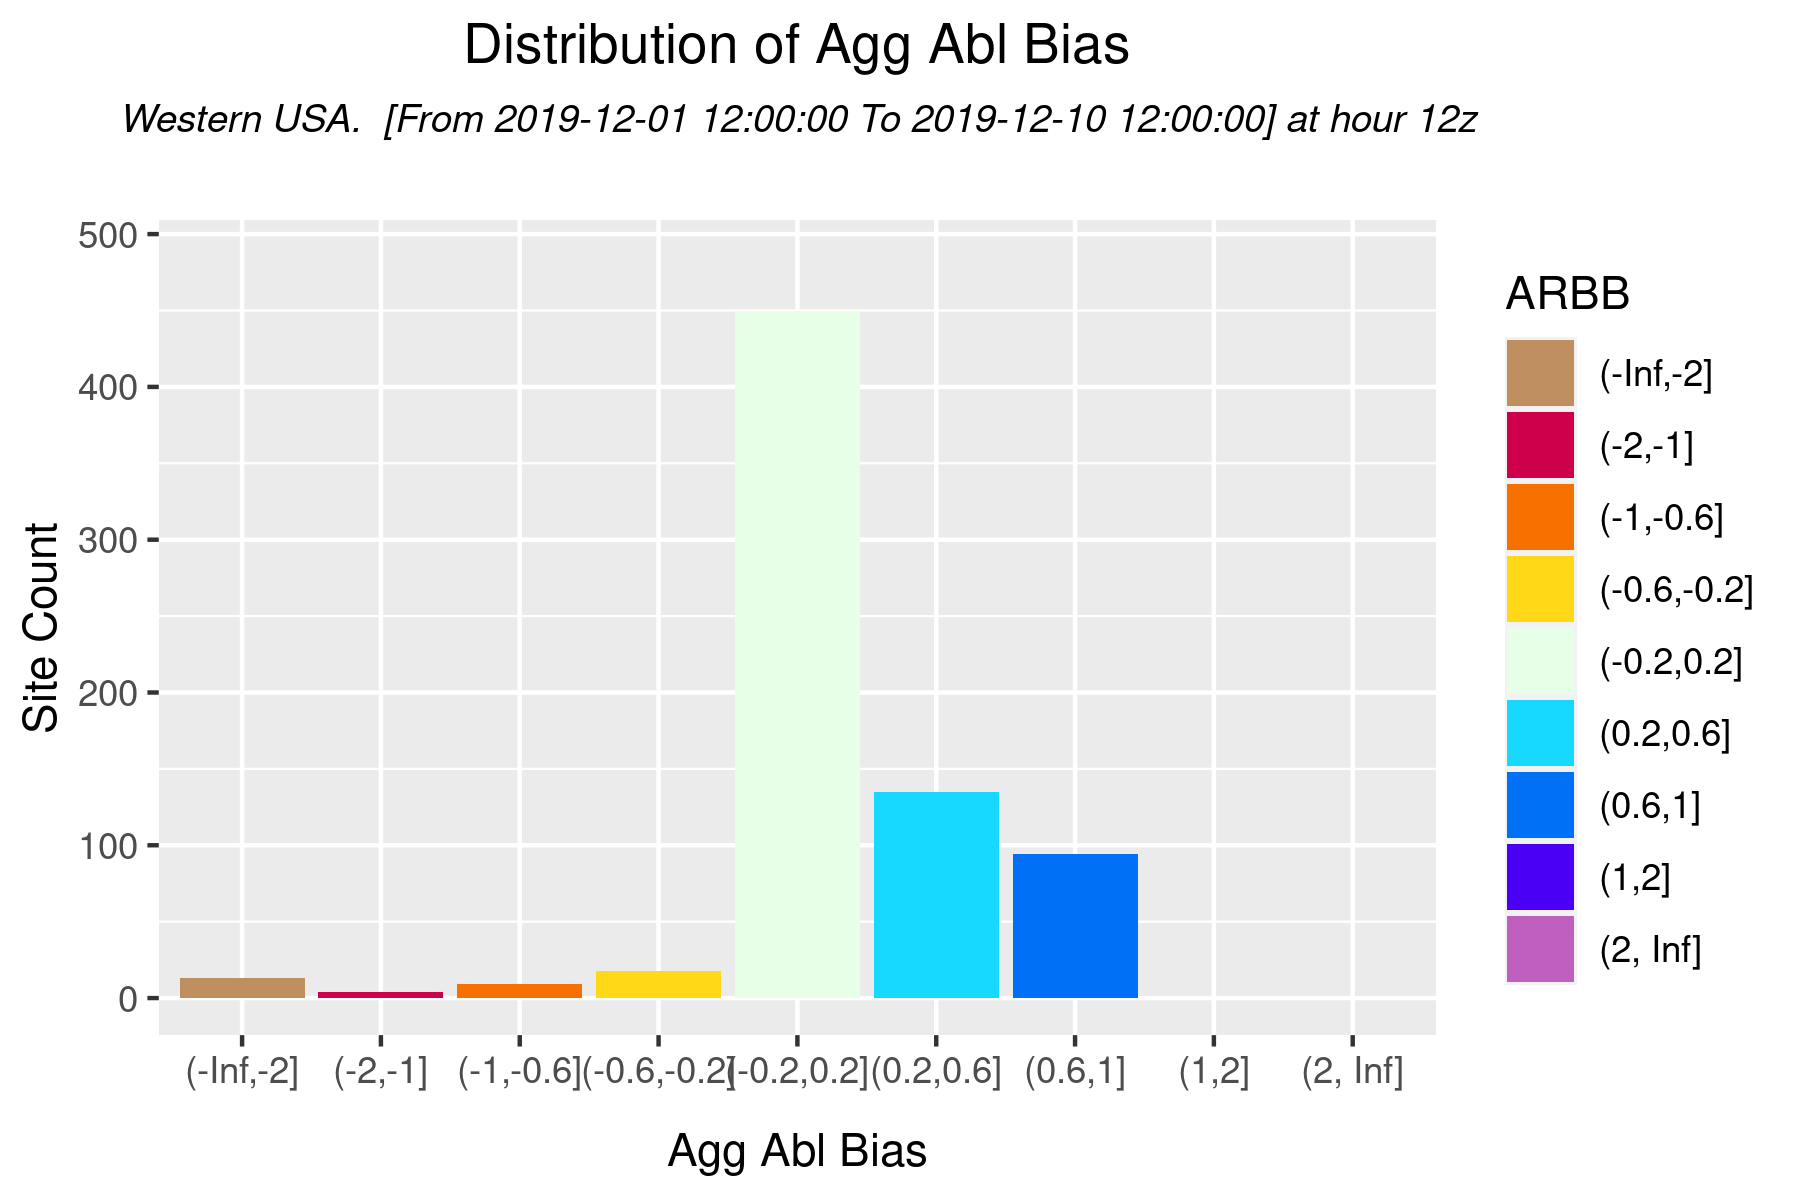 Distribution of Agg Abl Bias
Western USA.  [From 2019-12-01 12:00:00 To 2019-12-10 12:00:00] at hour 12z
Site Count
500
400
300
200
100
0
(-Inf,-2] (-2,-1] (-1,-0.6] (-0.6,-0.2] (-0.2,0.2] (0.2,0.6] (0.6,1] (1,2] (2, Inf]
Agg Abl Bias
ARBB
(-Inf,-2]
(-2,-1]
(-1,-0.6]
(-0.6,-0.2]
(-0.2,0.2]
(0.2,0.6]
(0.6,1]
(1,2]
(2, Inf]